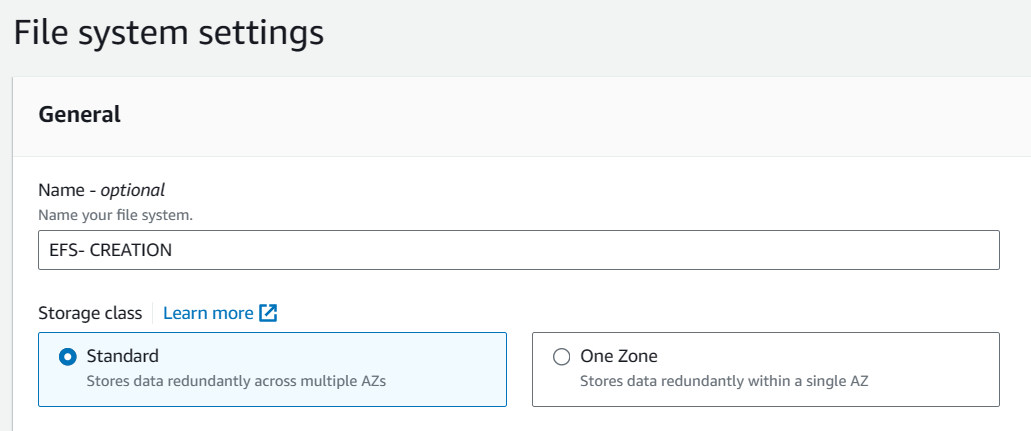 File system settings
General
Name - optional
Name your file system.
EFS- CREATION
Storage class Learn more
Standard One Zone
Stores data redundantly across multiple AZs Stores data redundantly within a single AZ